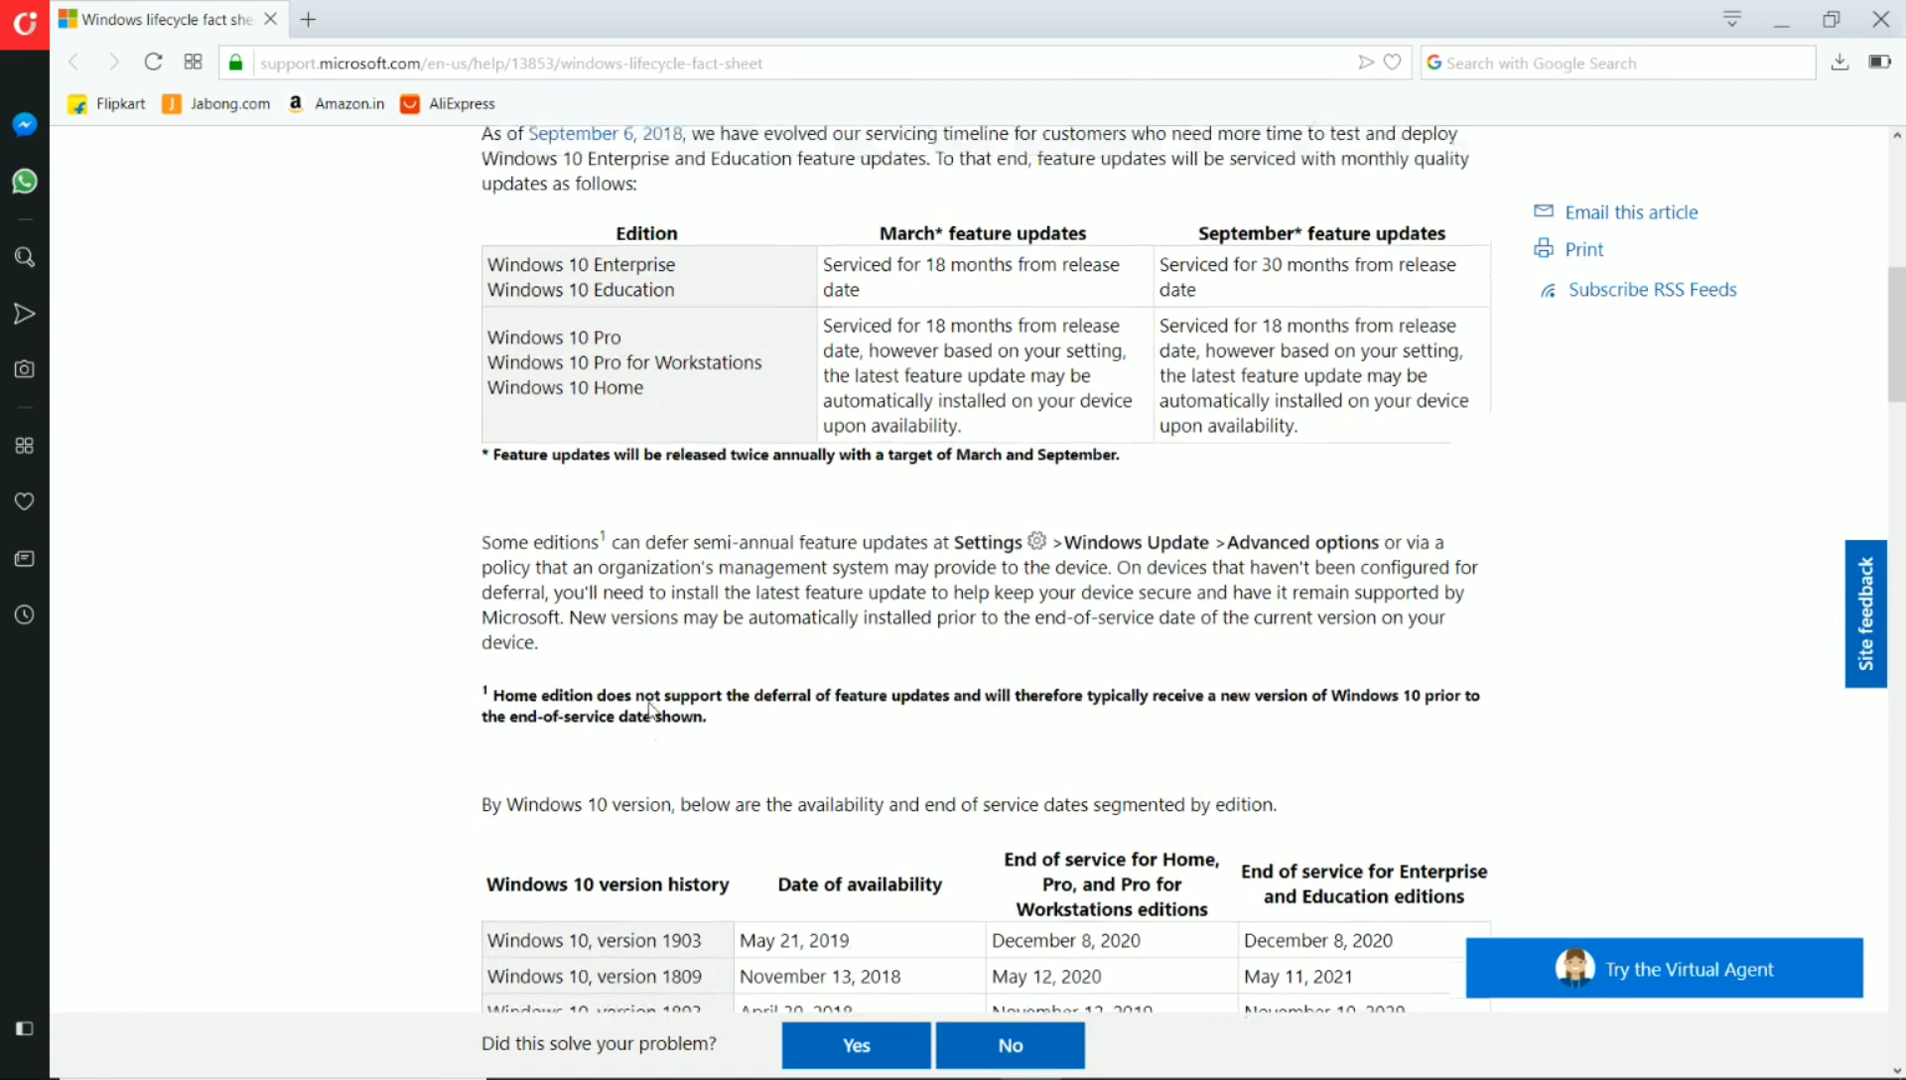 Windows lifecycle fact she
support.microsoft.com/en-us/help/13853/windows-lifecycle-fact-sheet
Search with Google Search
Flipkart
Jabong.com
Amazon.in
AliExpress
As of September 6, 2018, we have evolved our servicing timeline for customers who need more time to test and deploy
Windows 10 Enterprise and Education feature updates. To that end, feature updates will be serviced with monthly quality
updates as follows:
Email this article
Print
Subscribe RSS Feeds
Edition
March* feature updates
September* feature updates
Windows 10 Enterprise
Windows 10 Education
Serviced for 18 months from release
date
Serviced for 30 months from release
date
Windows 10 Pro
Windows 10 Pro for Workstations
Windows 10 Home
Serviced for 18 months from release
date, however based on your setting,
the latest feature update may be
automatically installed on your device
upon availability.
Serviced for 18 months from release
date, however based on your setting,
the latest feature update may be
automatically installed on your device
upon availability.
* Feature updates will be released twice annually with a target of March and September.
Some editions1 can defer semi-annual feature updates at Settings >Windows Update >Advanced options or via a
policy that an organization's management system may provide to the device. On devices that haven't been configured for
deferral, you'll need to install the latest feature update to help keep your device secure and have it remain supported by
Microsoft. New versions may be automatically installed prior to the end-of-service date of the current version on your
device.
1 Home edition does not support the deferral of feature updates and will therefore typically receive a new version of Windows 10 prior to
the end-of-service date shown.
Site feedback
By Windows 10 version, below are the availability and end of service dates segmented by edition.
Windows 10 version history
Date of availability
End of service for Home,
Pro, and Pro for
Workstations editions
End of service for Enterprise
and Education editions
Windows 10, version 1903
May 21, 2019
December 8, 2020
December 8, 2020
Windows 10, version 1809
November 13, 2018
May 12, 2020
May 11, 2021
Windows 10, version 1803
April 30, 2018
November 12, 2019
November 10, 2020
Try the Virtual Agent
Did this solve your problem?
Yes
No